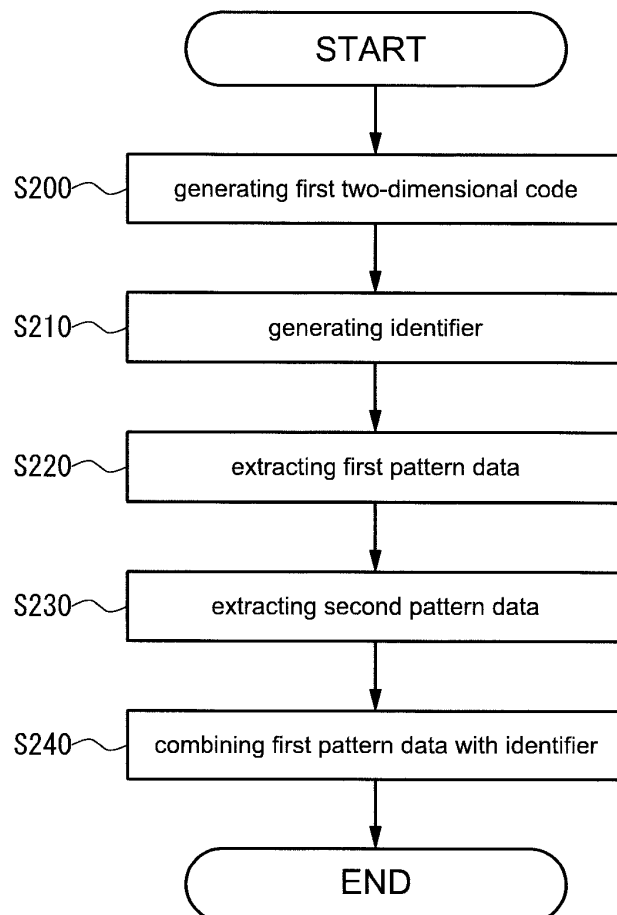 START
S200 generating first two-dimensional code
S210 generating identifier
S220 extracting first pattern data
S230 extracting second pattern data
S240 combining first pattern data with identifier
END